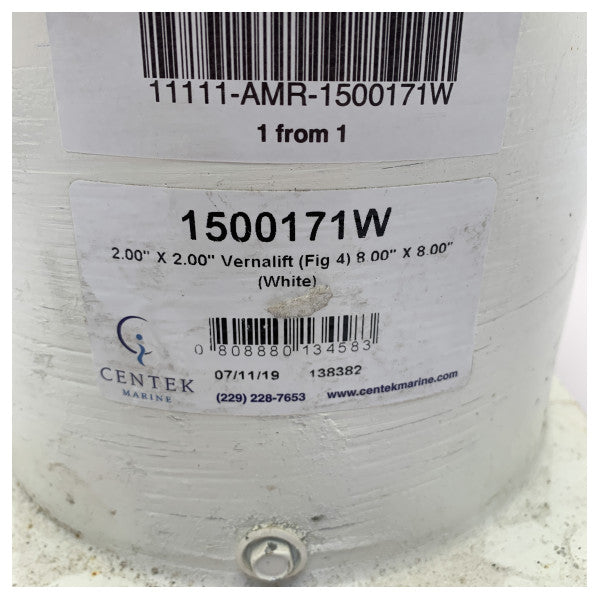 11111-AMR-1500171W
1 from 1
1500171W
2.00" X 2.00" Vernalift (Fig 4) 8.00" X 8.00"
(White)
0 808880 134583
CENTEK
MARINE
07/11/19 138382
(229) 228-7653 www.centekmarine.com